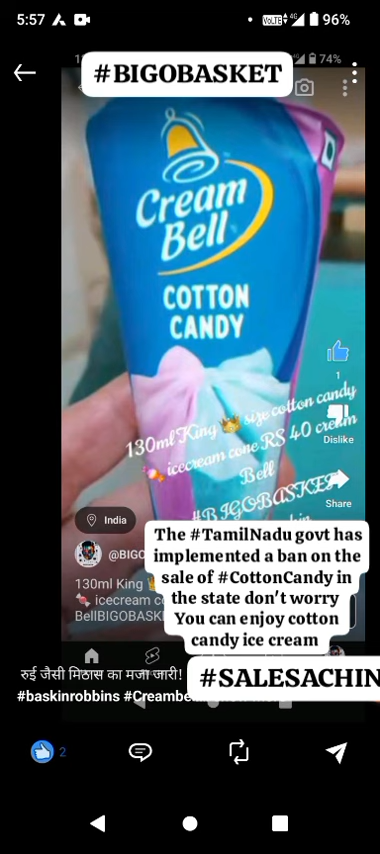 5:57
VoLTE 4G 96%
74%
#BIGOBASKET
Cream
Bell
COTTON
CANDY
130ml King 👑 size cotton candy
🍬 icecream cone RS 40 cream
Bell
#BIGOBASKET
1
Dislike
Share
India
@BIGO
The #TamilNadu govt has
implemented a ban on the
sale of #CottonCandy in
the state don't worry
You can enjoy cotton
candy ice cream
130ml King
🍬 icecream
BellBIGOBASK
रुई जैसी मिठास का मजा जारी!
#SALESACHIN
#baskinrobbins #Creambe
2